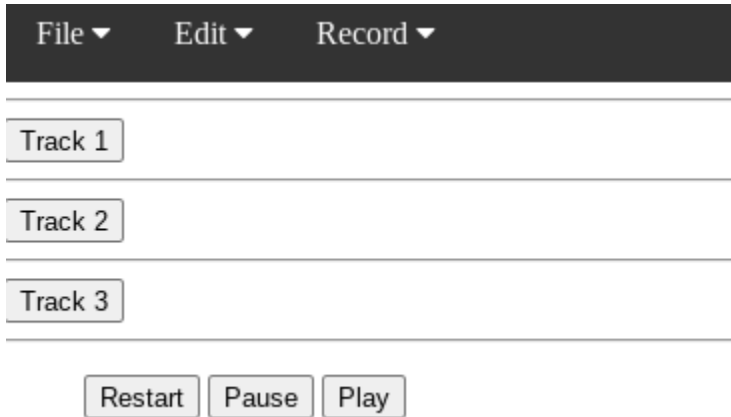 File Edit Record
Track 1
Track 2
Track 3
Restart Pause Play